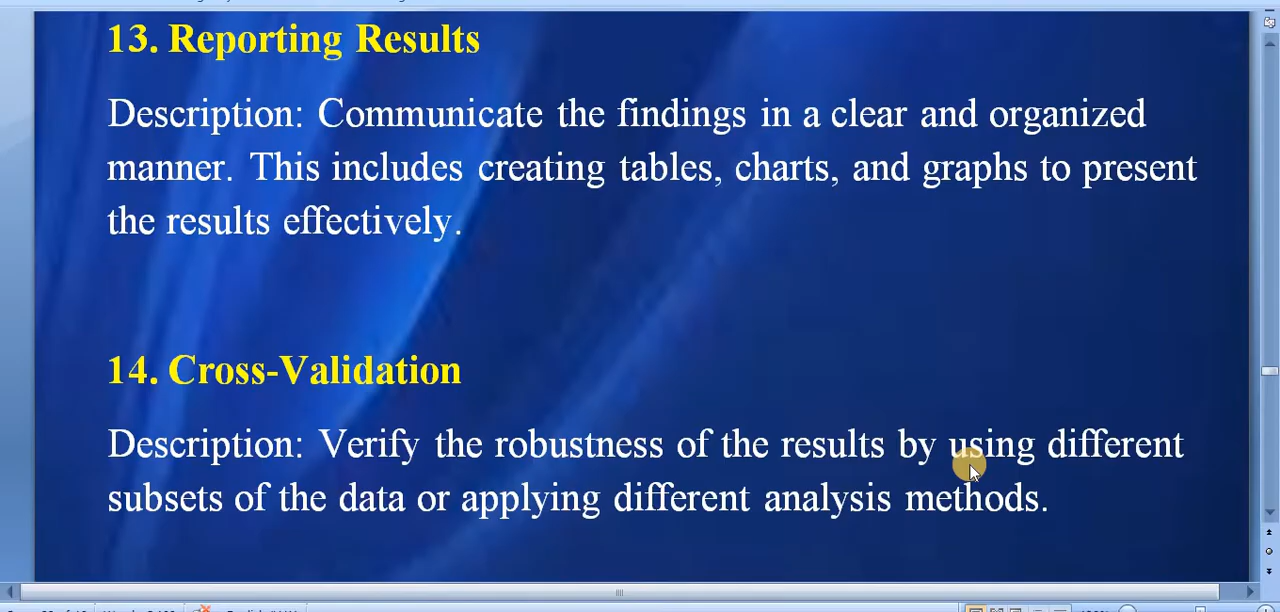 13. Reporting Results
Description: Communicate the findings in a clear and organized
manner. This includes creating tables, charts, and graphs to present
the results effectively.
14. Cross-Validation
Description: Verify the robustness of the results by using different
subsets of the data or applying different analysis methods.